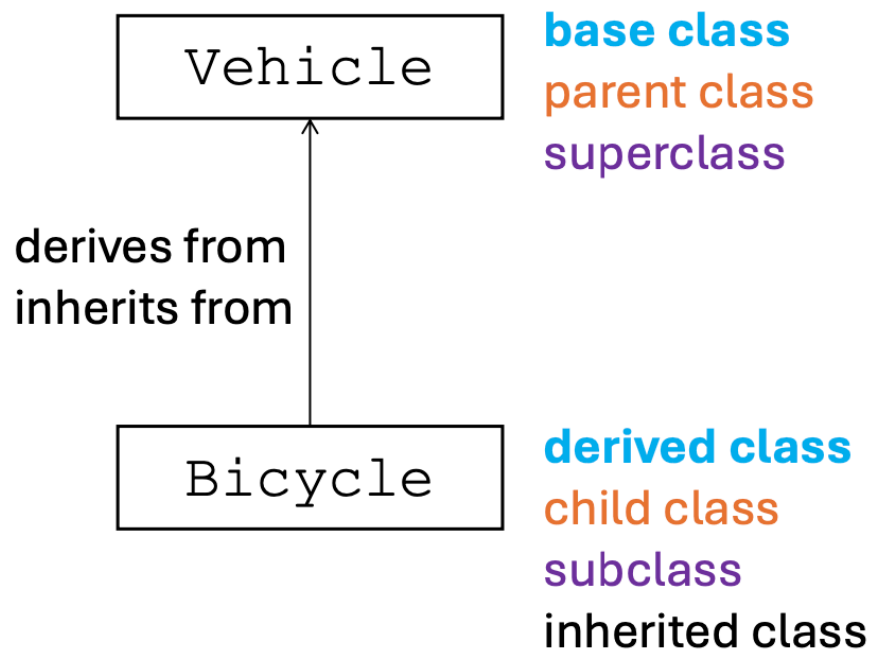 Vehicle
base class
parent class
superclass
derives from
inherits from
Bicycle
derived class
child class
subclass
inherited class